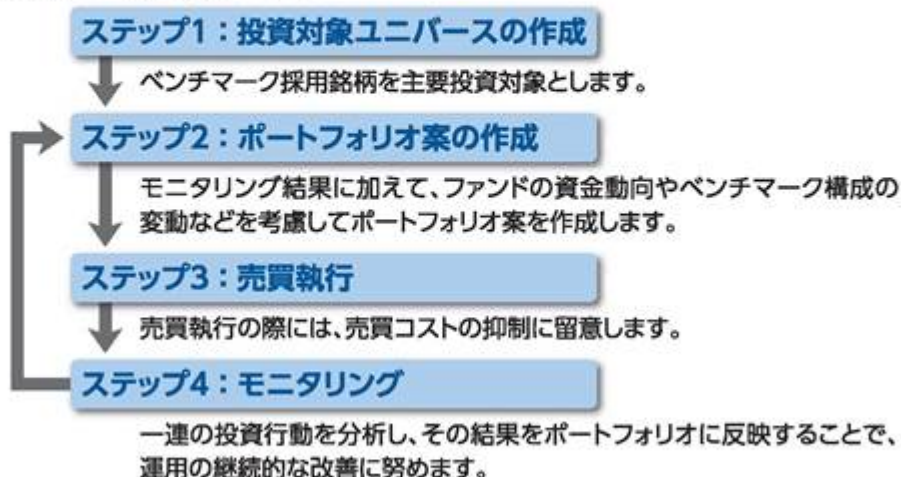 ステップ1：投資対象ユニバースの作成
ベンチマーク採用銘柄を主要投資対象とします。
ステップ2：ポートフォリオ案の作成
モニタリング結果に加えて、ファンドの資金動向やベンチマーク構成の
変動などを考慮してポートフォリオ案を作成します。
ステップ3：売買執行
売買執行の際には、売買コストの抑制に留意します。
ステップ4：モニタリング
一連の投資行動を分析し、その結果をポートフォリオに反映することで、
運用の継続的な改善に努めます。